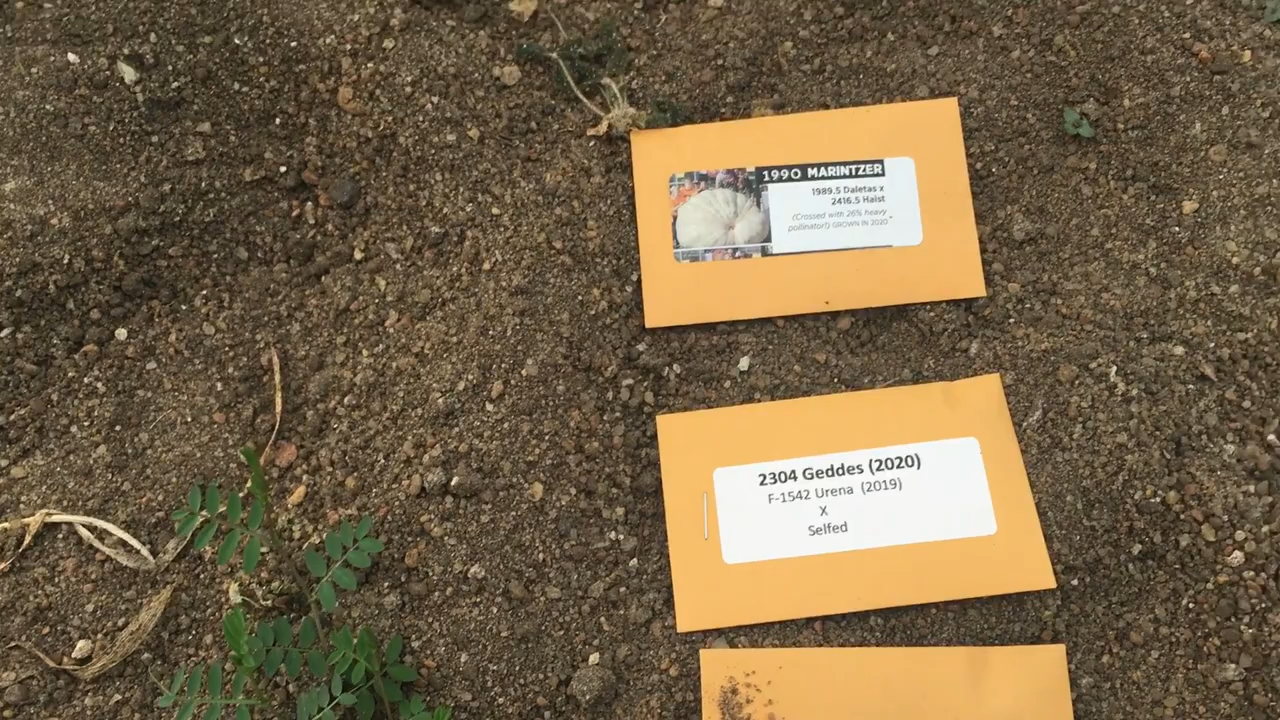 1990 MARINTZER
1989.5 Daletas x
2416.5 Haist
(Crossed with 26% heavy
pollinator!) GROWN IN 2020
2304 Geddes (2020)
F-1542 Urena (2019)
X
Selfed